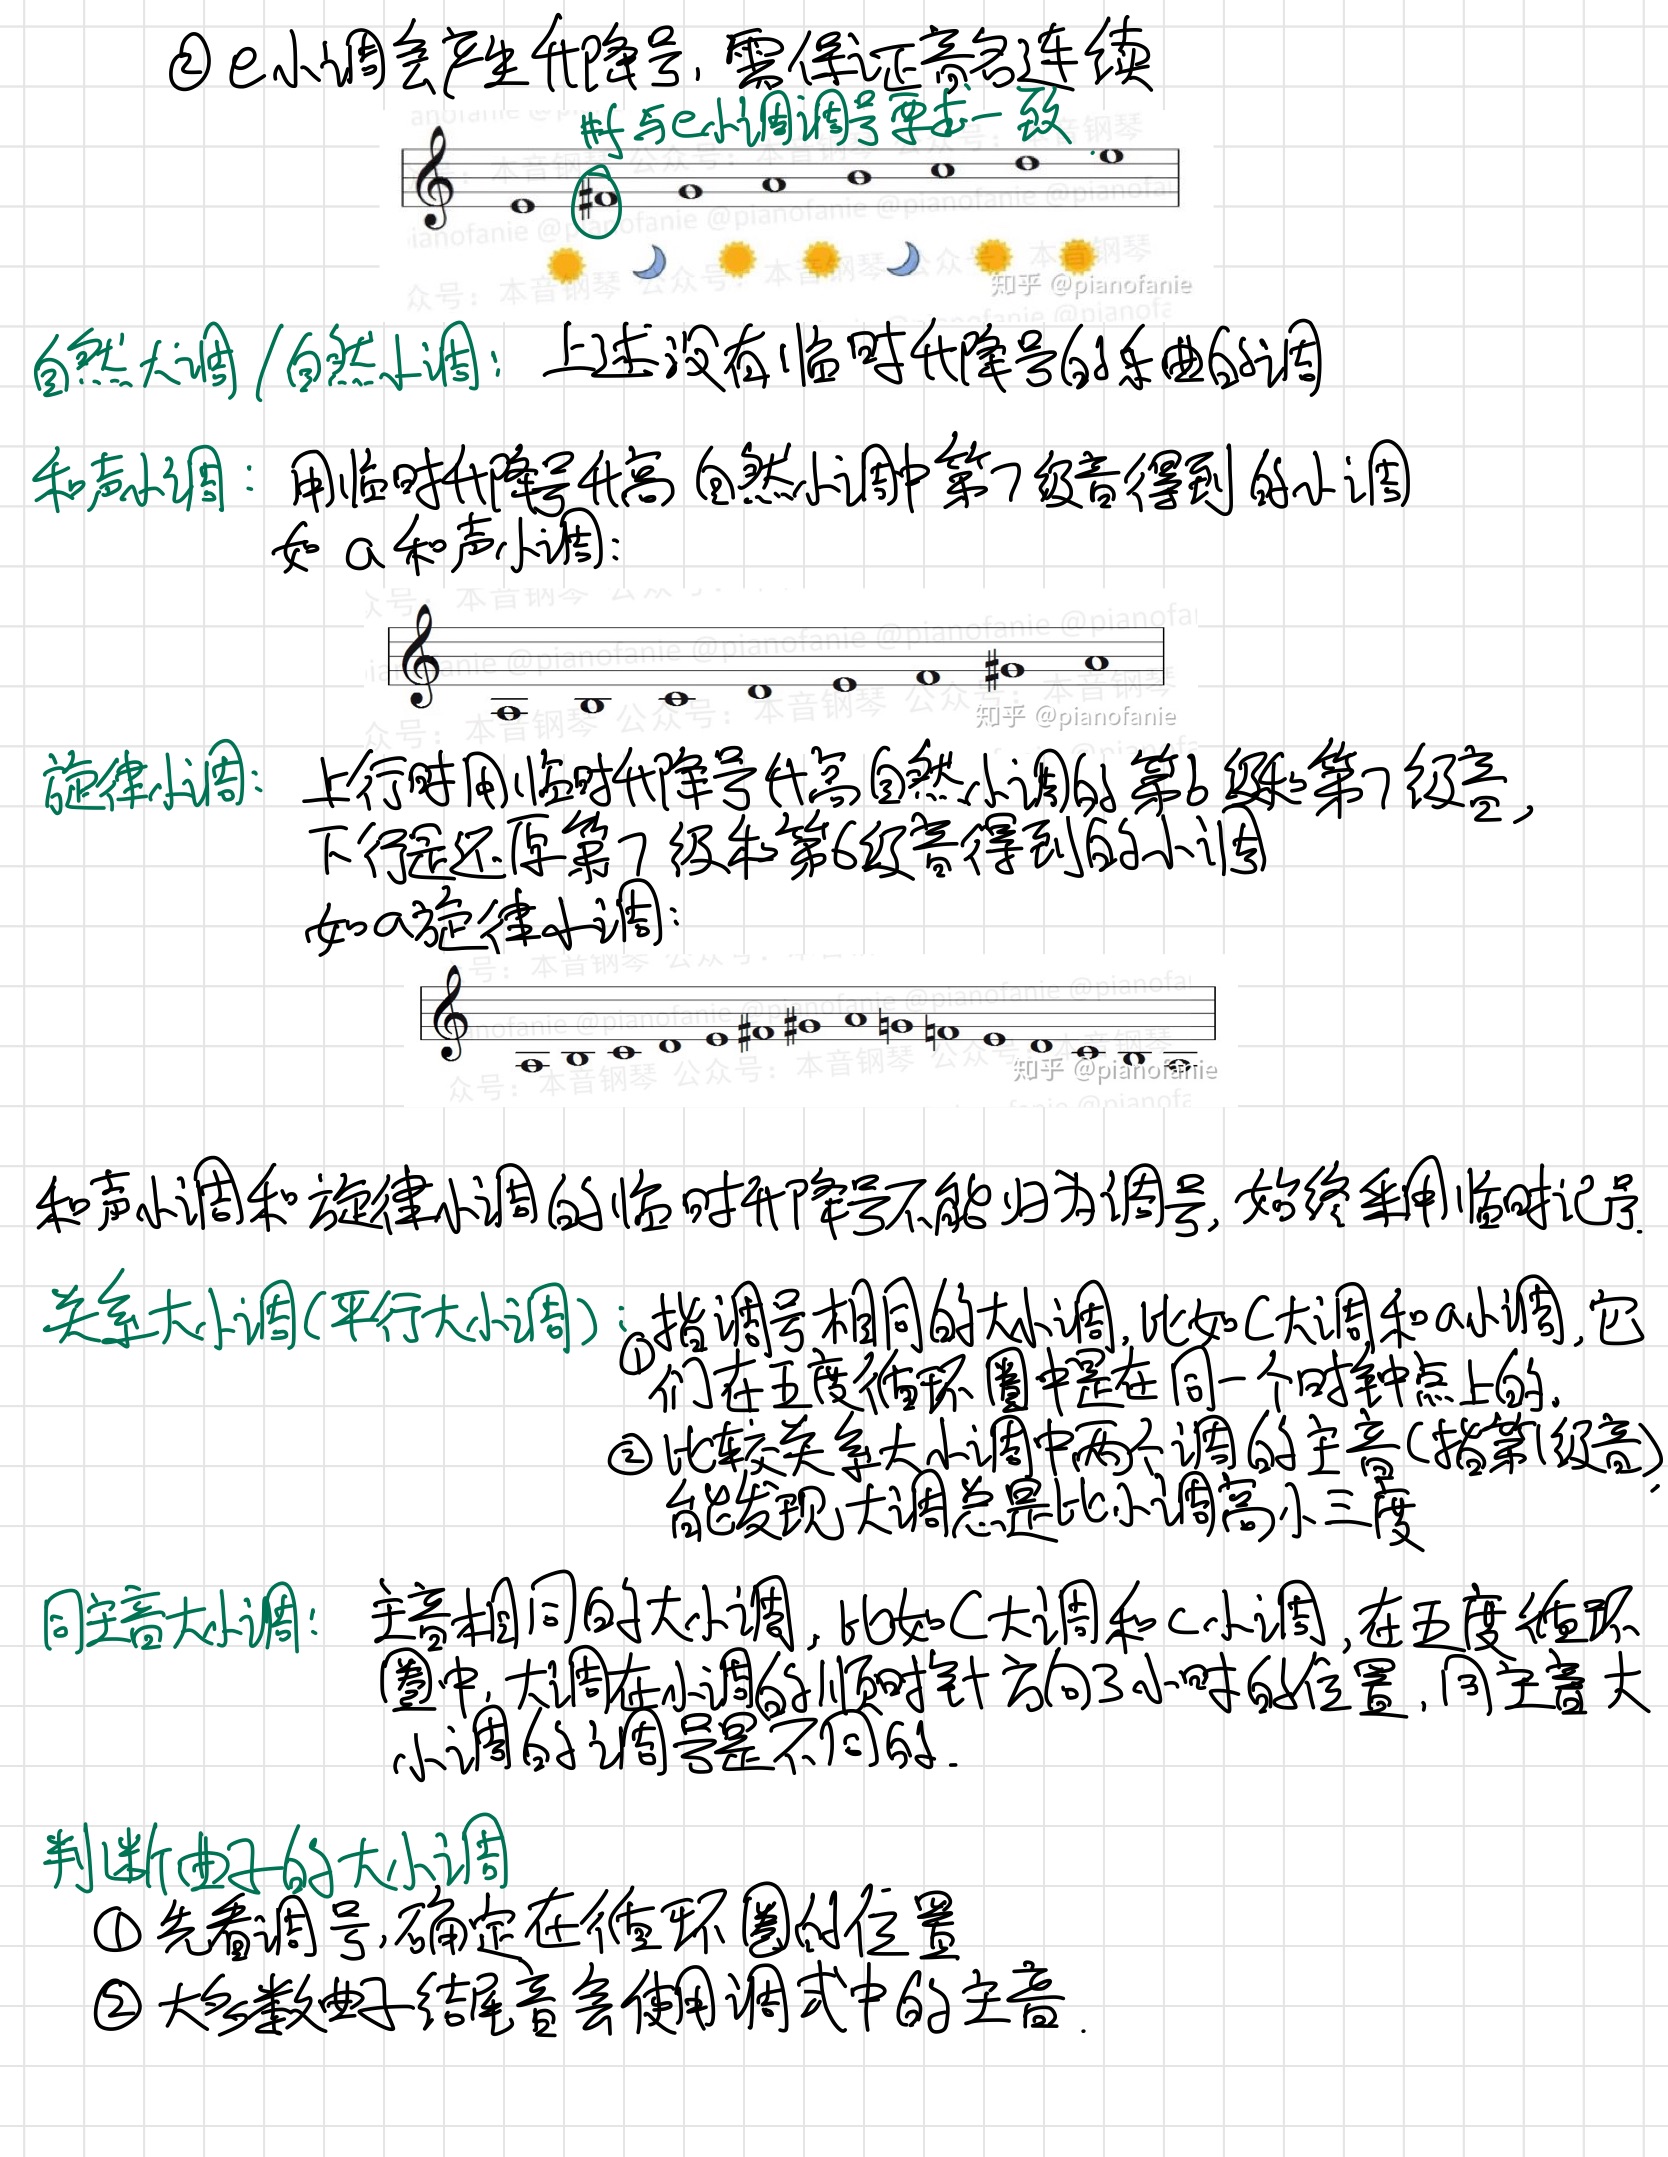 ② e小调会产生升降号,需保证音名连续
#f与e小调调号要求一致
知乎 @pianofanie
自然大调/自然小调: 上述没有临时升降号的乐曲的调
和声小调: 用临时升降号升高自然小调中第7级音得到的小调
如a和声小调:
知乎 @pianofanie
旋律小调: 上行时用临时升降号升高自然小调的第6级和第7级音,
下行是还原第7级和第6级音得到的小调
如a旋律小调:
知乎 @pianofanie
和声小调和旋律小调的临时升降号不能归为调号,始终采用临时记号.
关系大小调(平行大小调): ①指调号相同的大小调,比如C大调和a小调,它
们在五度循环圈中是在同一个时钟点上的.
②比较关系大小调中两个调的主音(指第1级音),
能发现大调总是比小调高小三度
同主音大小调: 主音相同的大小调,比如C大调和c小调,在五度循环
圈中,大调在小调的顺时针方向3小时的位置,同主音大
小调的调号是不同的.
判断曲子的大小调
①先看调号,确定在循环圈的位置
②大多数曲子结尾音会使用调式中的主音.